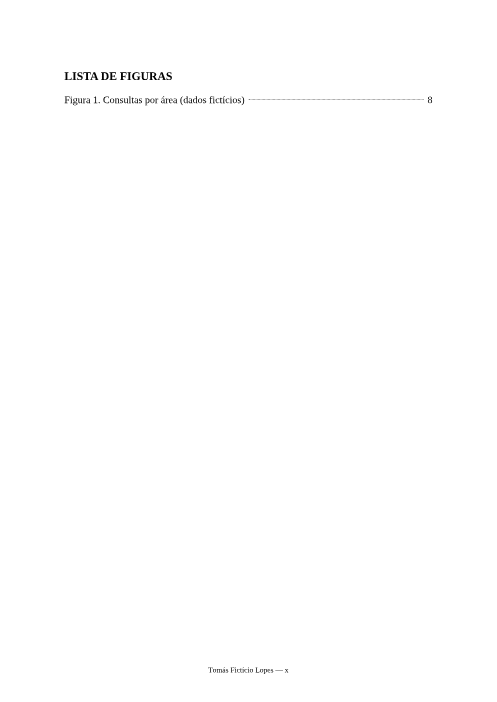 LISTA DE FIGURAS
Figura 1. Consultas por área (dados fictícios) 8
Tomás Fictício Lopes — x